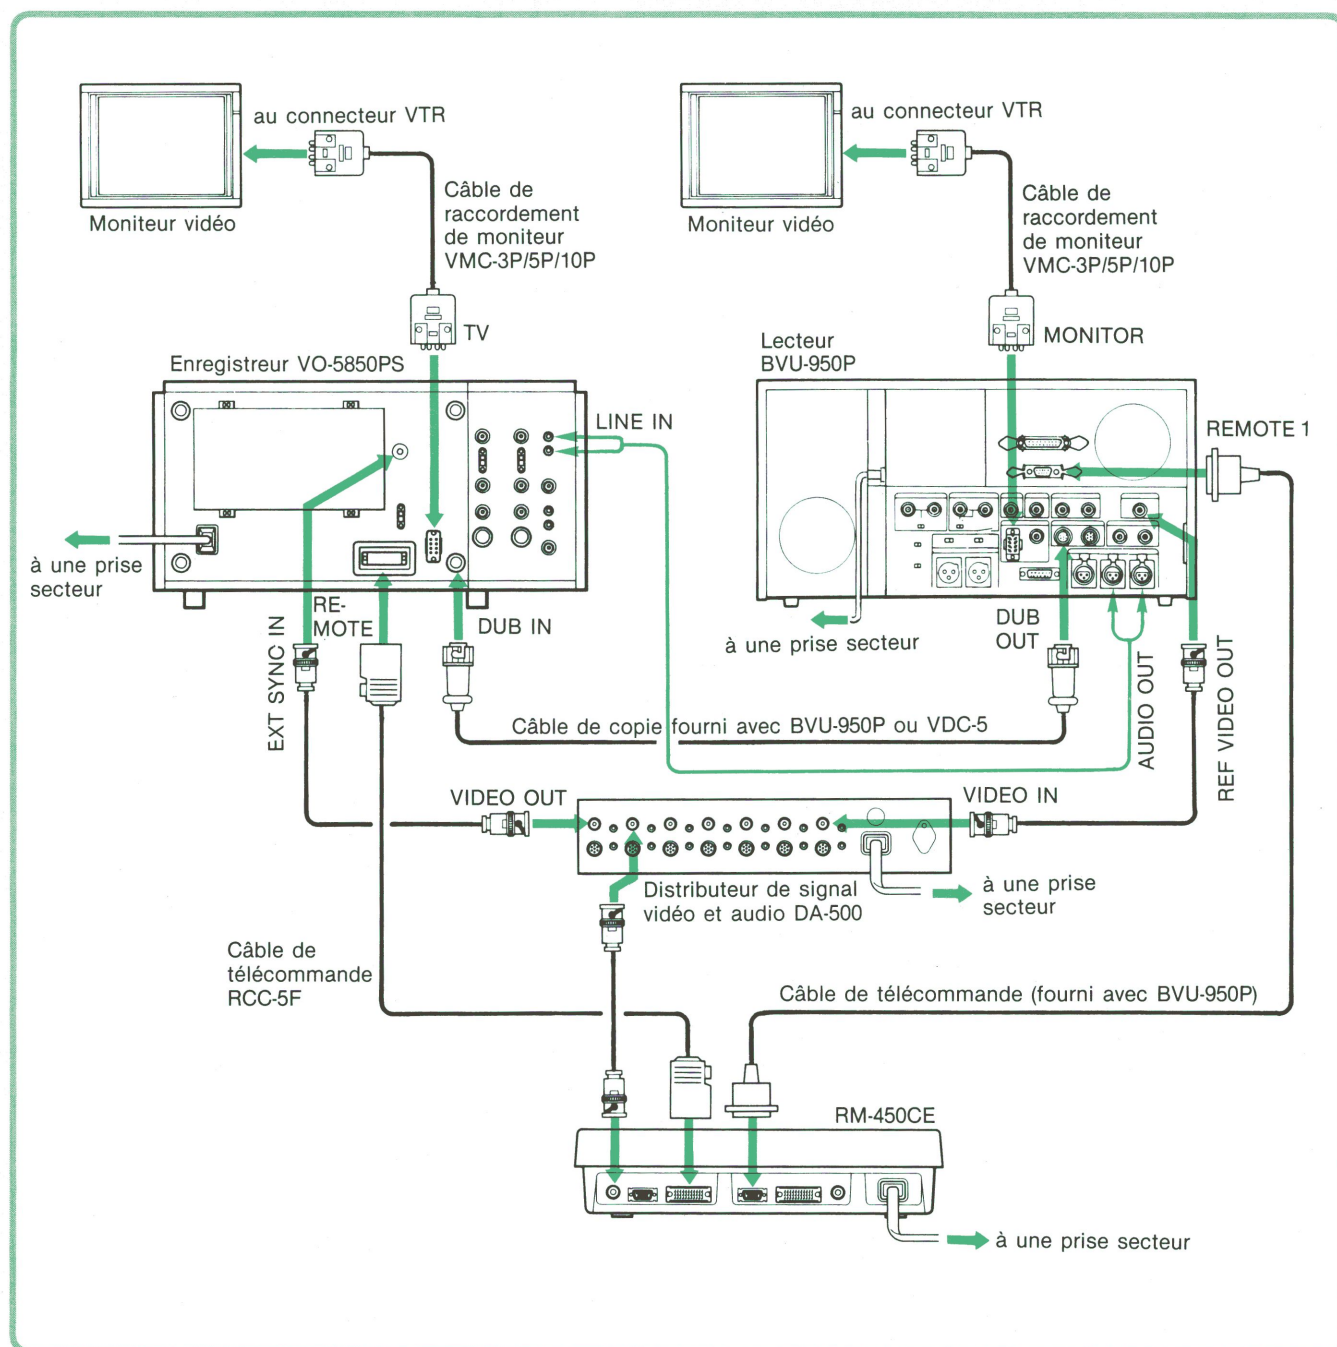 au connecteur VTR
Moniteur vidéo
Câble de
raccordement
de moniteur
VMC-3P/5P/10P
TV
Enregistreur VO-5850PS
LINE IN
à une prise
secteur
EXT SYNC IN
RE-
MOTE
DUB IN
au connecteur VTR
Moniteur vidéo
Câble de
raccordement
de moniteur
VMC-3P/5P/10P
MONITOR
Lecteur
BVU-950P
REMOTE 1
à une prise secteur
DUB
OUT
AUDIO OUT
REF VIDEO OUT
Câble de copie fourni avec BVU-950P ou VDC-5
VIDEO OUT
VIDEO IN
Distributeur de signal
vidéo et audio DA-500
à une prise
secteur
Câble de
télécommande
RCC-5F
Câble de télécommande (fourni avec BVU-950P)
RM-450CE
à une prise secteur